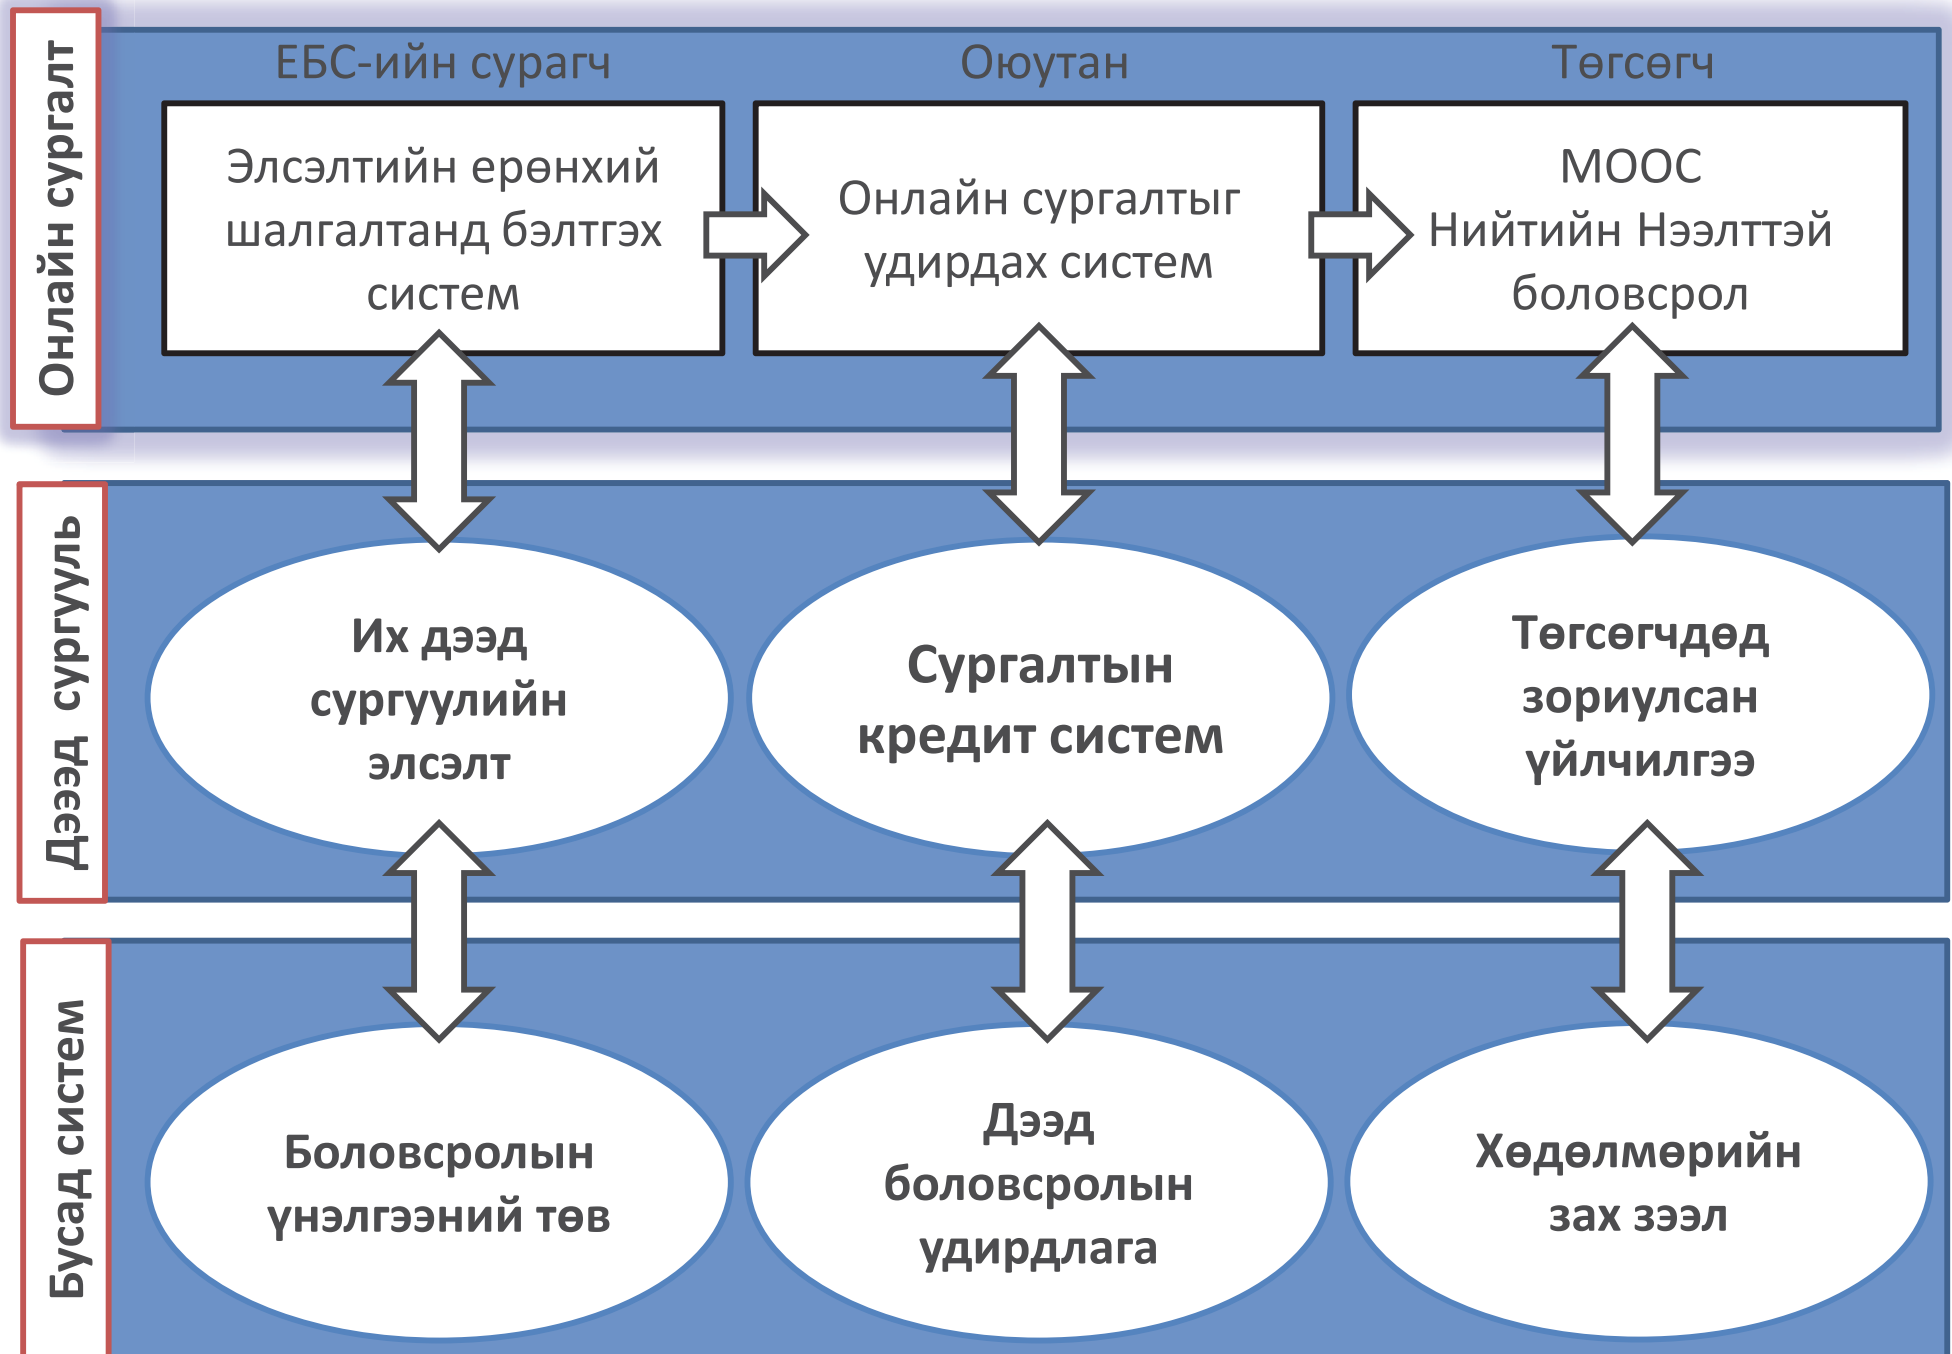 Онлайн сургалт
ЕБС-ийн сурагч
Оюутан
Төгсөгч
Элсэлтийн ерөнхий
шалгалтанд бэлтгэх
систем
Онлайн сургалтыг
удирдах систем
МООС
Нийтийн Нээлттэй
боловсрол
Дээд сургууль
Их дээд
сургуулийн
элсэлт
Сургалтын
кредит систем
Төгсөгчдөд
зориулсан
үйлчилгээ
Бусад систем
Боловсролын
үнэлгээний төв
Дээд
боловсролын
удирдлага
Хөдөлмөрийн
зах зээл